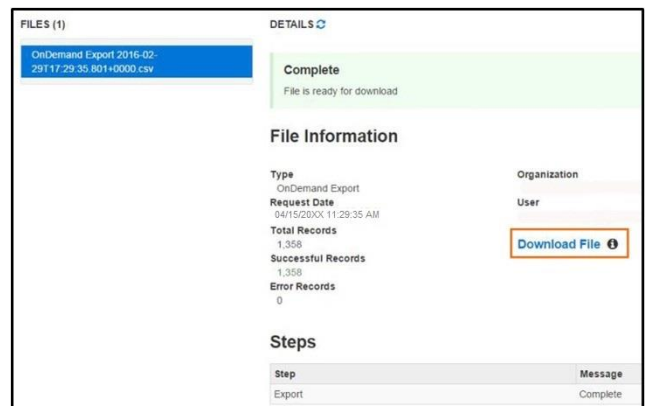 FILES (1)
OnDemand Export 2016-02-
29T17:29:35.801+0000.csv
DETAILS
Complete
File is ready for download
File Information
Type
OnDemand Export
Request Date
04/15/20XX 11:29:35 AM
Total Records
1,358
Successful Records
1,358
Error Records
0
Organization
User
Download File
Steps
Step Message
Export Complete